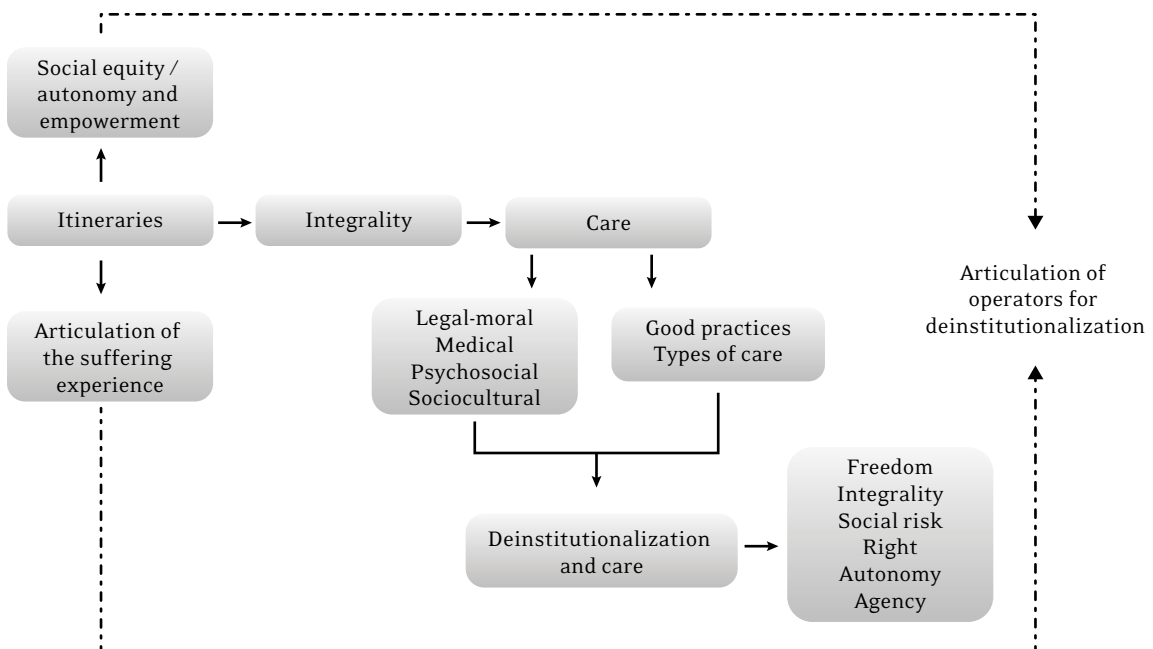 Social equity /
autonomy and
empowerment
Itineraries
Integrality
Care
Articulation of
operators for
deinstitutionalization
Articulation of
the suffering
experience
Legal-moral
Medical
Psychosocial
Sociocultural
Good practices
Types of care
Deinstitutionalization
and care
Freedom
Integrality
Social risk
Right
Autonomy
Agency